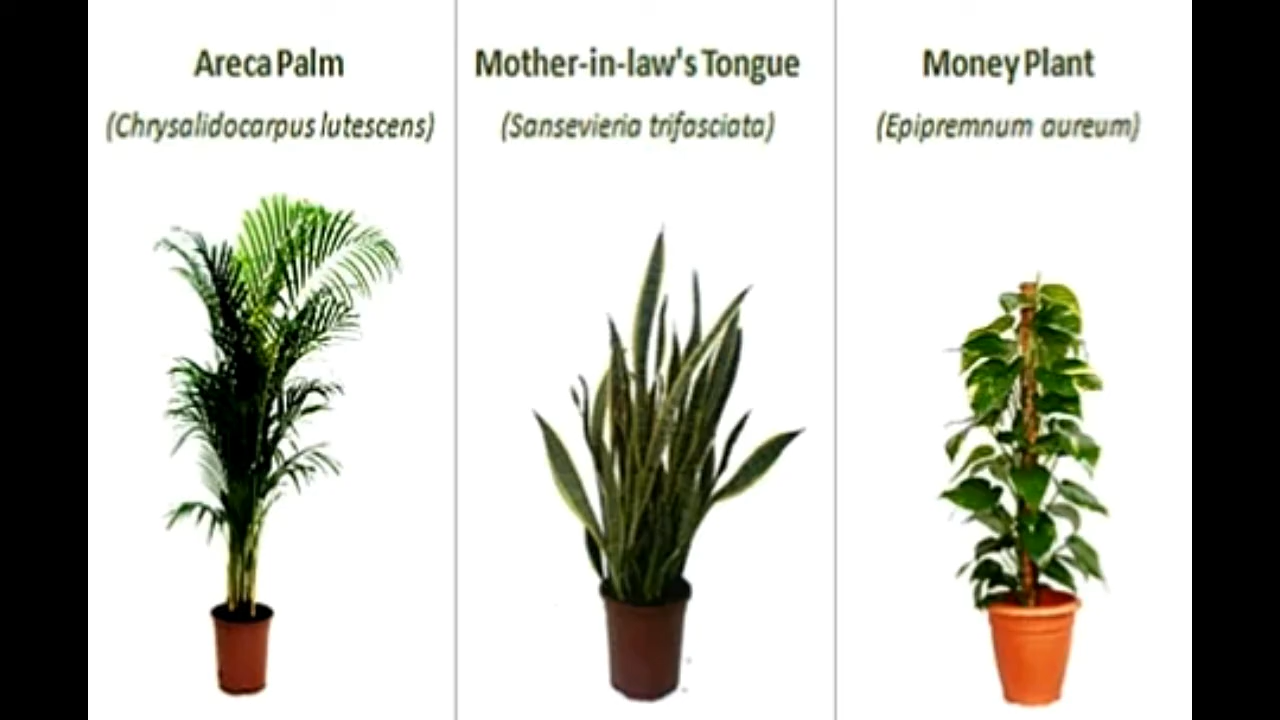 Areca Palm
(Chrysalidocarpus lutescens)
Mother-in-law's Tongue
(Sansevieria trifasciata)
Money Plant
(Epipremnum aureum)